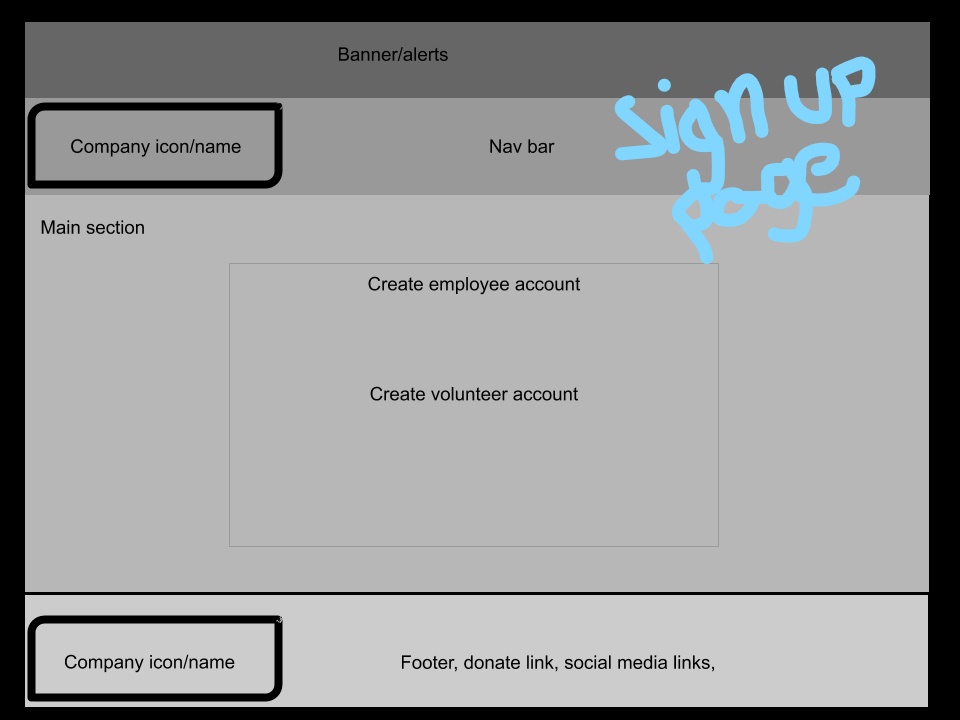 Banner/alerts
Company icon/name
Nav bar
sign up
page
Main section
Create employee account
Create volunteer account
Company icon/name
Footer, donate link, social media links,